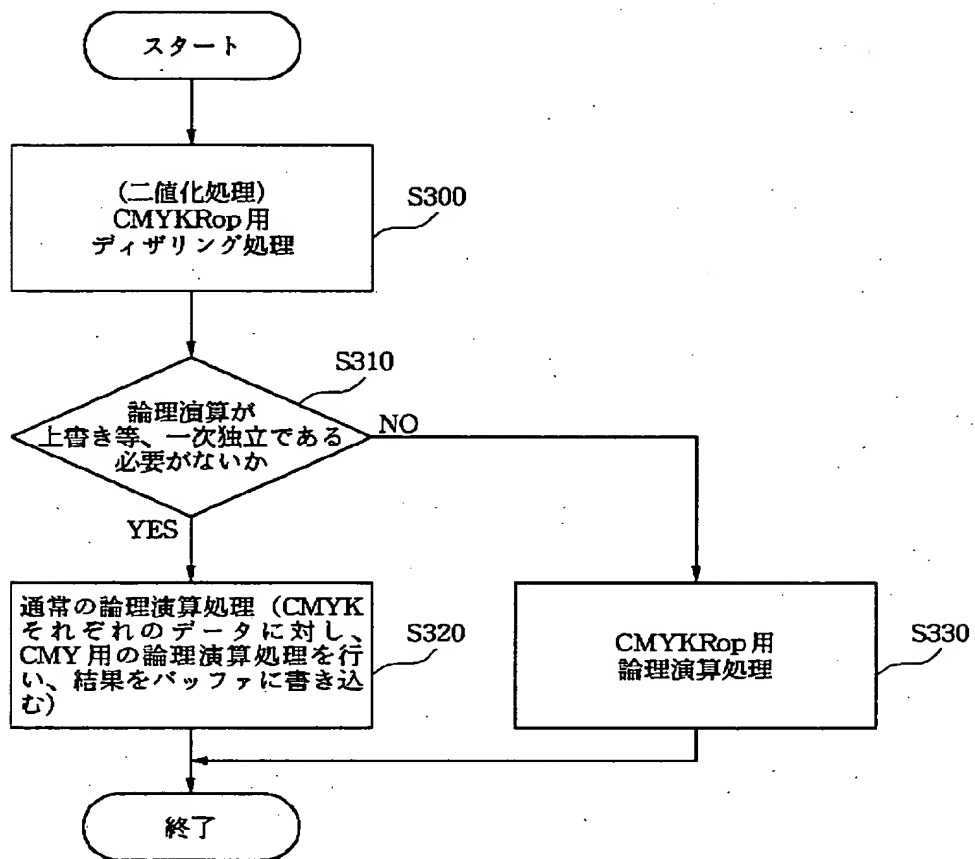 スタート
(二値化処理)
CMYKRop用
ディザリング処理
S300
S310
論理演算が
上書き等、一次独立である
必要がないか
NO
YES
通常の論理演算処理（CMYK
それぞれのデータに対し、
CMY用の論理演算処理を行
い、結果をバッファに書き込
む）
S320
CMYKRop用
論理演算処理
S330
終了